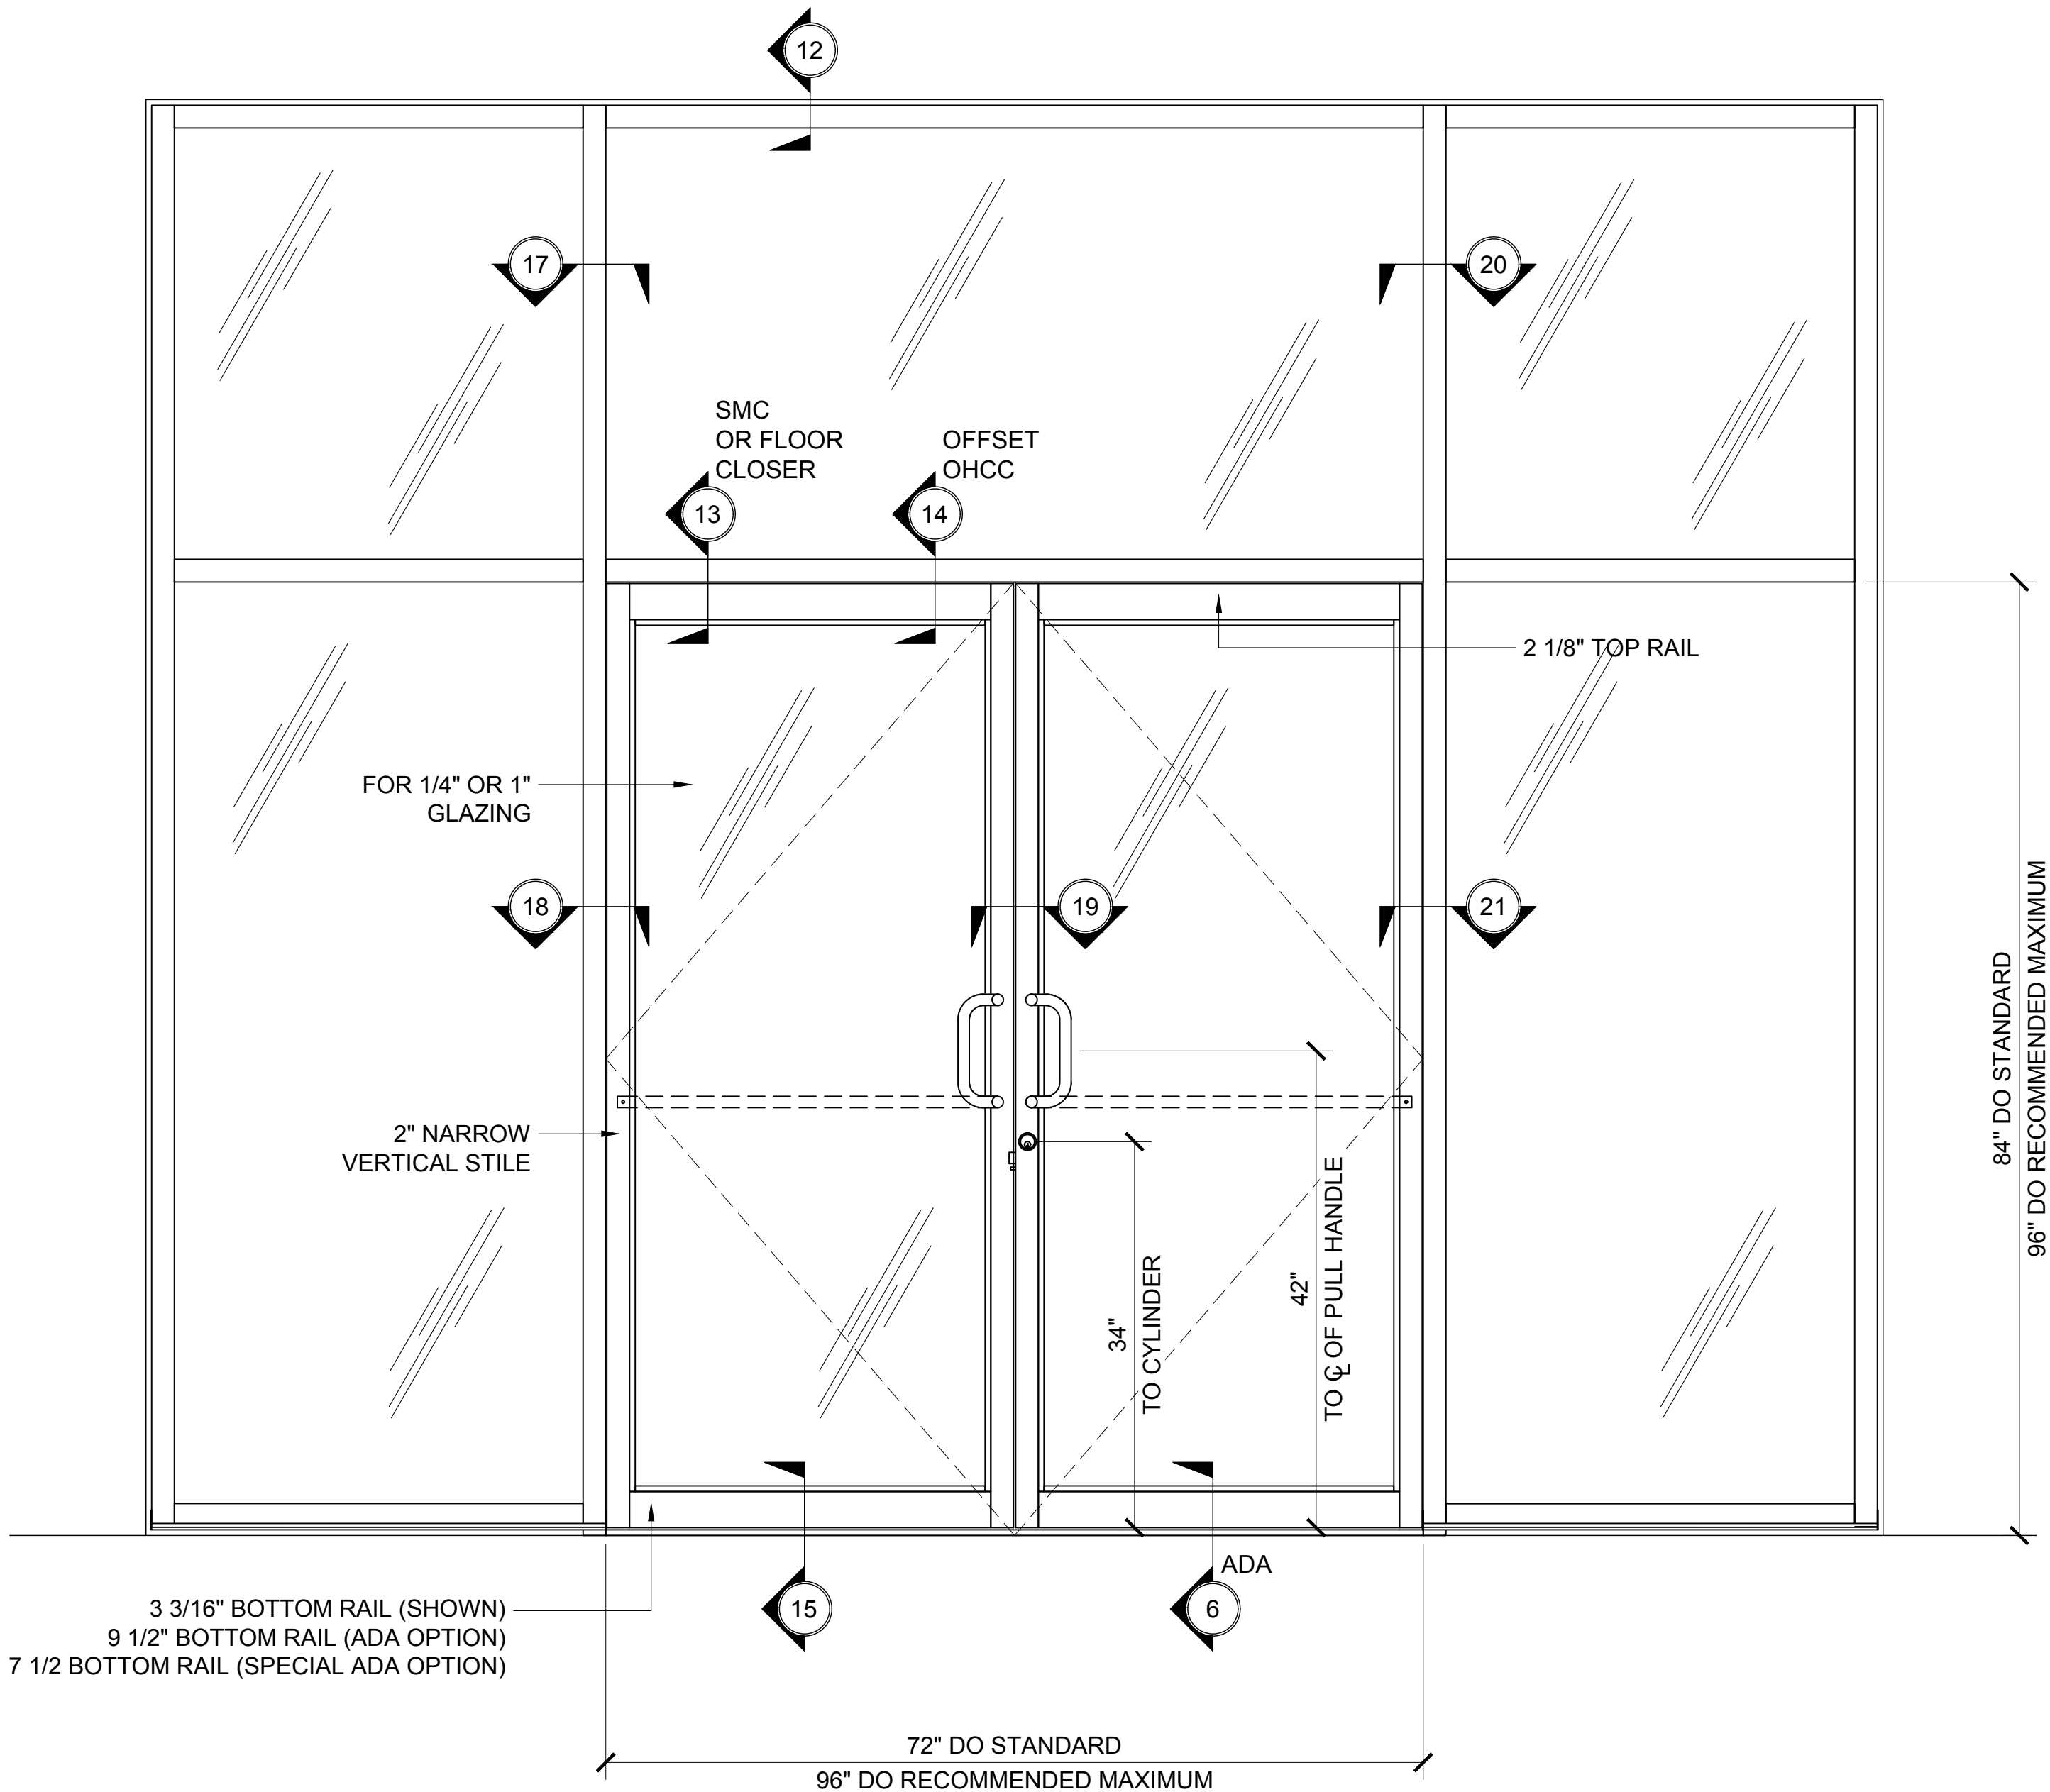 12
17
20
SMC
OR FLOOR
CLOSER
OFFSET
OHCC
13
14
2 1/8" TOP RAIL
FOR 1/4" OR 1"
GLAZING
18
19
21
84" DO STANDARD
96" DO RECOMMENDED MAXIMUM
2" NARROW
VERTICAL STILE
34"
TO CYLINDER
42"
TO ℄ OF PULL HANDLE
ADA
3 3/16" BOTTOM RAIL (SHOWN)
9 1/2" BOTTOM RAIL (ADA OPTION)
7 1/2 BOTTOM RAIL (SPECIAL ADA OPTION)
15
6
72" DO STANDARD
96" DO RECOMMENDED MAXIMUM